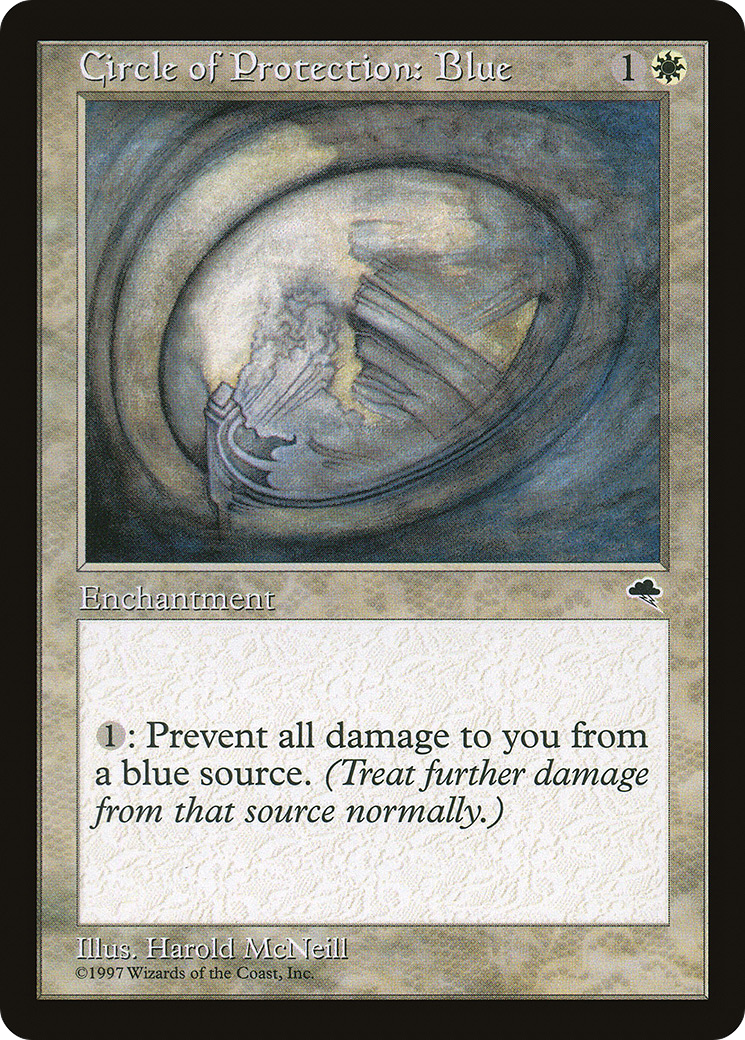 Circle of Protection: Blue 1
Enchantment
1: Prevent all damage to you from
a blue source. (Treat further damage
from that source normally.)
Illus. Harold McNeill
©1997 Wizards of the Coast, Inc.